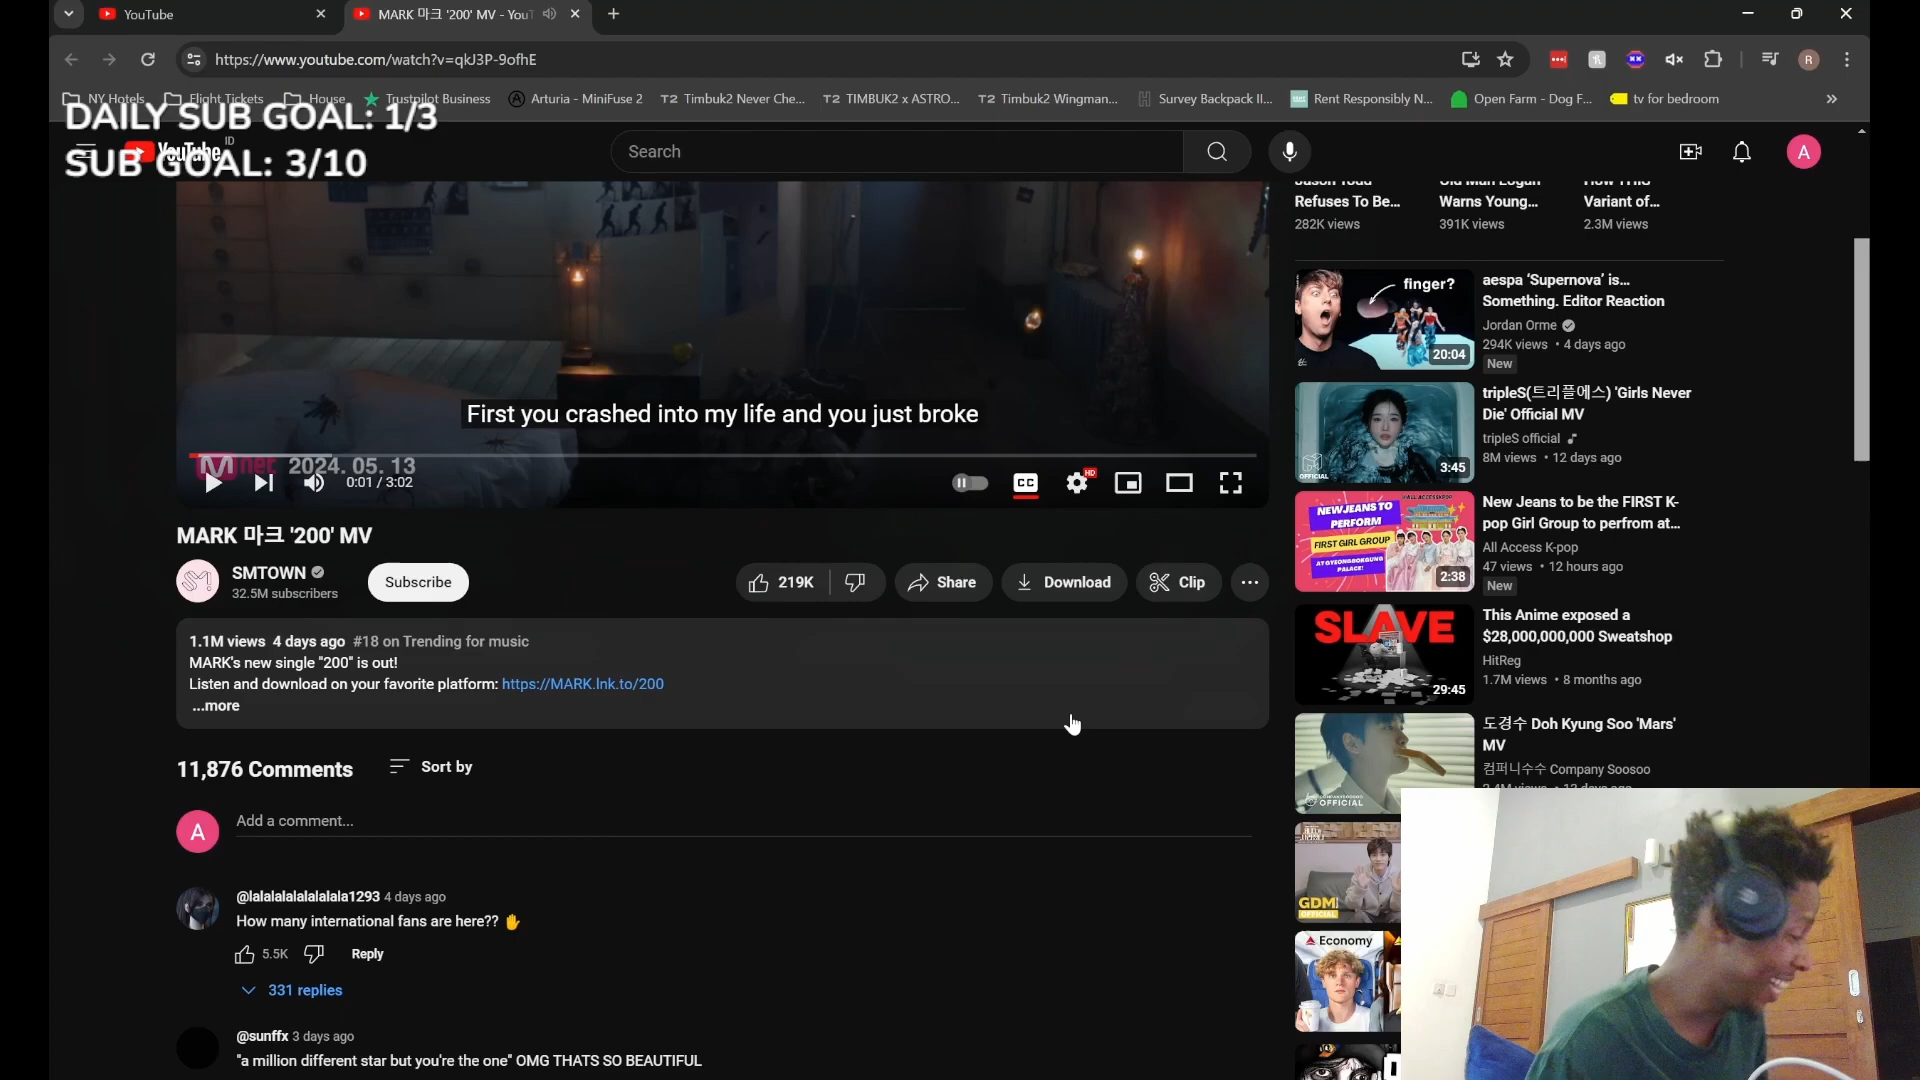 YouTube
MARK 마크 '200' MV - YouT
https://www.youtube.com/watch?v=qkJ3P-9ofhE
R
NY Hotels
Flight Tickets
House
Trustpilot Business
Arturia - MiniFuse 2
Timbuk2 Never Che...
TIMBUK2 x ASTRO...
Timbuk2 Wingman...
Survey Backpack II...
Rent Responsibly N...
Open Farm - Dog F...
tv for bedroom
DAILY SUB GOAL: 1/3
SUB GOAL: 3/10
YouTube ID
Search
A
First you crashed into my life and you just broke
Mnet 2024. 05. 13
0:01 / 3:02
CC
HD
MARK 마크 '200' MV
SMTOWN
32.5M subscribers
Subscribe
219K
Share
Download
Clip
1.1M views 4 days ago #18 on Trending for music
MARK's new single "200" is out!
Listen and download on your favorite platform: https://MARK.lnk.to/200
...more
11,876 Comments
Sort by
A
Add a comment...
@lalalalalalalala1293 4 days ago
How many international fans are here?? ✋
5.5K
Reply
331 replies
@sunffx 3 days ago
"a million different star but you're the one" OMG THATS SO BEAUTIFUL
Refuses To Be...
282K views
Warns Young...
391K views
Variant of...
2.3M views
finger?
20:04
aespa 'Supernova' is...
Something. Editor Reaction
Jordan Orme
294K views • 4 days ago
New
OFFICIAL
3:45
tripleS(트리플에스) 'Girls Never
Die' Official MV
tripleS official
8M views • 12 days ago
NEWJEANS TO
PERFORM
FIRST GIRL GROUP
AT GYEONGBOKGUNG
PALACE!
2:38
New Jeans to be the FIRST K-
pop Girl Group to perfrom at...
All Access K-pop
47 views • 12 hours ago
New
SLAVE
29:45
This Anime exposed a
$28,000,000,000 Sweatshop
HitReg
1.7M views • 8 months ago
OFFICIAL
도경수 Doh Kyung Soo 'Mars'
MV
컴퍼니수수 Company Soosoo
GDM
OFFICIAL
Economy